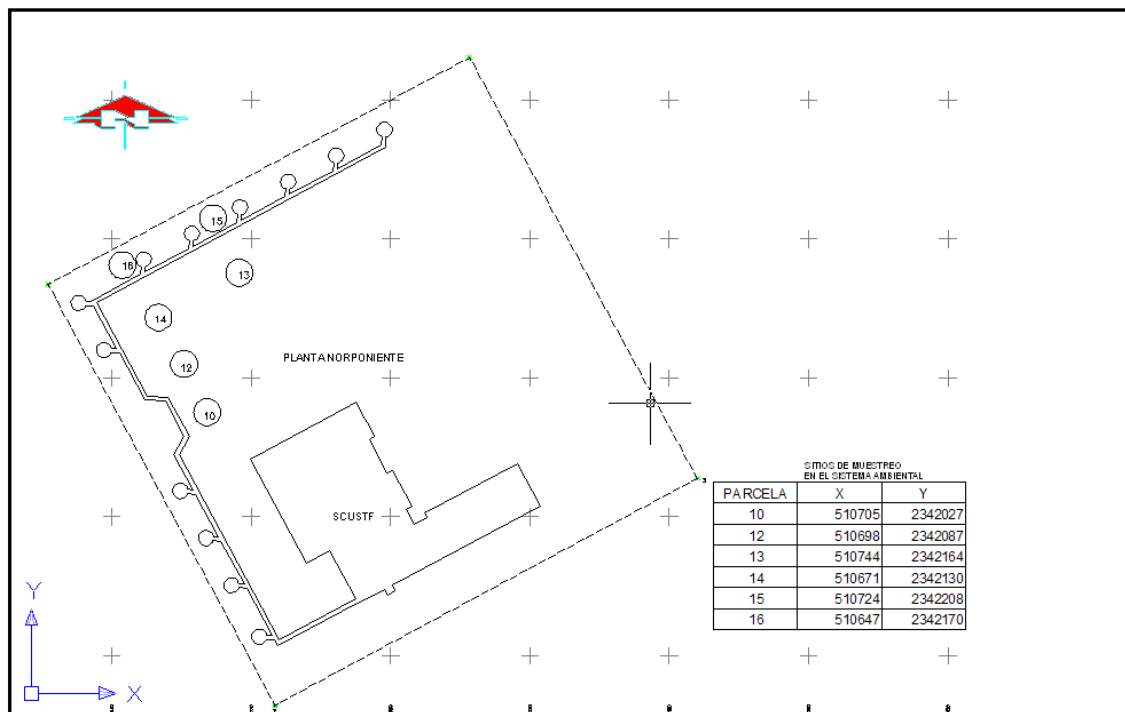 N
15
16
13
14
PLANTA NORPONIENTE
12
10
SITIOS DE MUESTREO
EN EL SISTEMA AMBIENTAL
PARCELA X Y
10 510705 2342027
12 510698 2342087
13 510744 2342164
14 510671 2342130
15 510724 2342208
16 510647 2342170
SCUSTF
Y
X